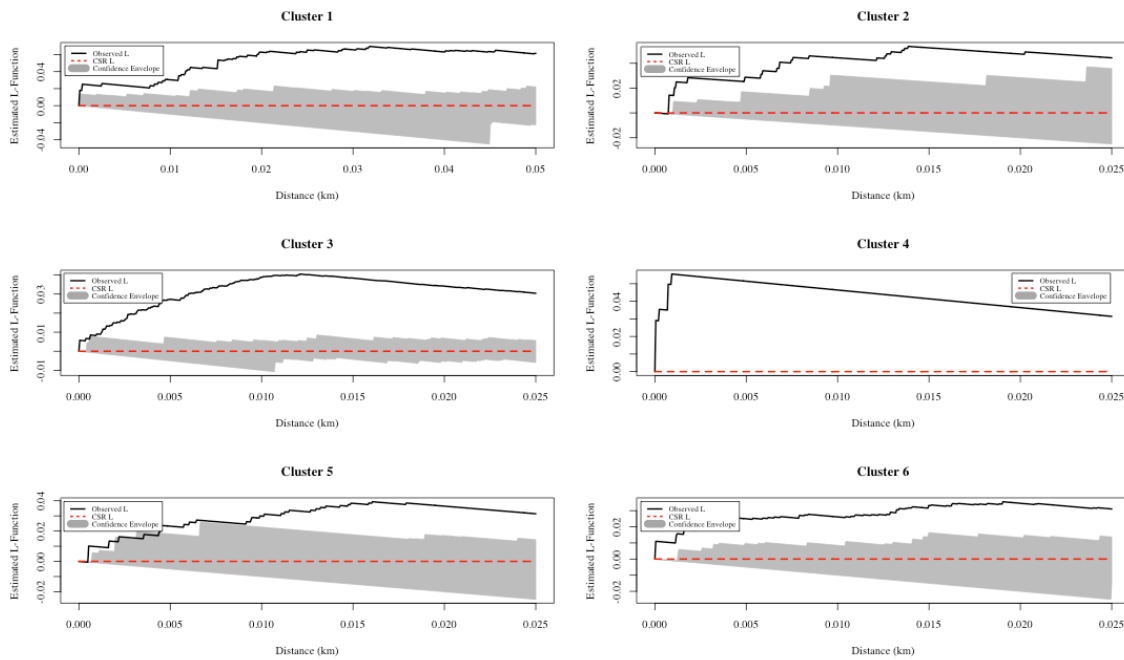 Cluster 1
Estimated L-Function
0.04
0.00
-0.04
Observed L
CSR L
Confidence Envelope
0.00 0.01 0.02 0.03 0.04 0.05
Distance (km)
Cluster 2
Estimated L-Function
0.02
0.00
-0.02
Observed L
CSR L
Confidence Envelope
0.000 0.005 0.010 0.015 0.020 0.025
Distance (km)
Cluster 3
Estimated L-Function
0.03
0.01
-0.01
Observed L
CSR L
Confidence Envelope
0.000 0.005 0.010 0.015 0.020 0.025
Distance (km)
Cluster 4
Estimated L-Function
0.04
0.02
0.00
Observed L
CSR L
Confidence Envelope
0.000 0.005 0.010 0.015 0.020 0.025
Distance (km)
Cluster 5
Estimated L-Function
0.04
0.02
0.00
-0.02
Observed L
CSR L
Confidence Envelope
0.000 0.005 0.010 0.015 0.020 0.025
Distance (km)
Cluster 6
Estimated L-Function
0.02
0.00
-0.02
Observed L
CSR L
Confidence Envelope
0.000 0.005 0.010 0.015 0.020 0.025
Distance (km)